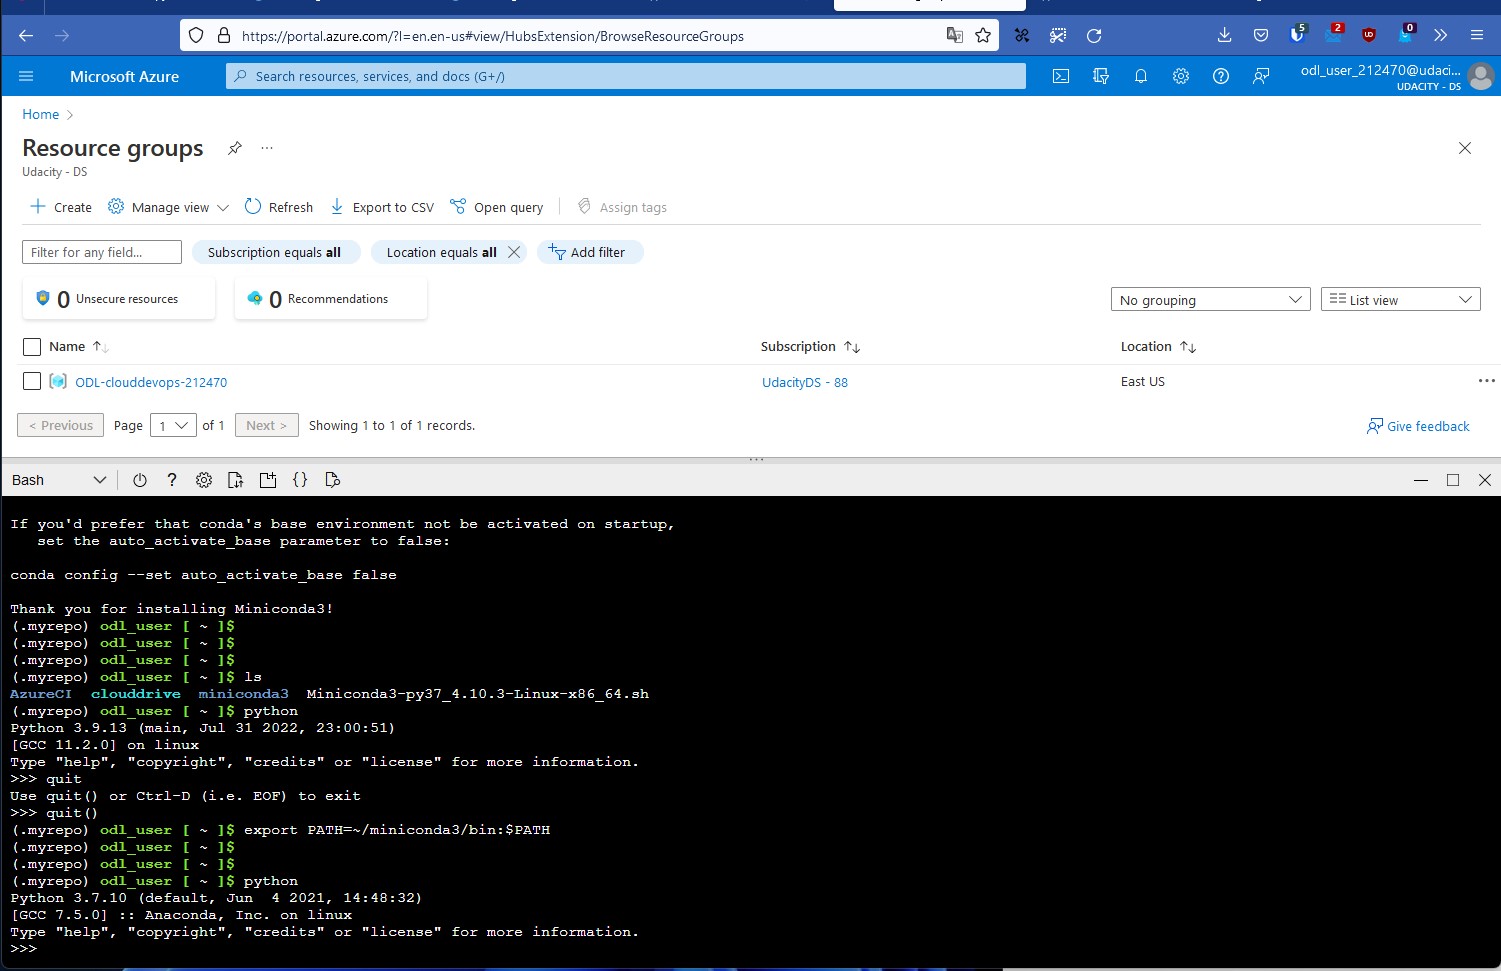 https://portal.azure.com/?l=en.en-us#view/HubsExtension/BrowseResourceGroups
5
2
UD
0
Microsoft Azure
Search resources, services, and docs (G+/)
odl_user_212470@udaci...
UDACITY - DS
Home
Resource groups
...
Udacity - DS
Create
Manage view
Refresh
Export to CSV
Open query
Assign tags
Filter for any field...
Subscription equals all
Location equals all
Add filter
0 Unsecure resources
0 Recommendations
No grouping
List view
Name
Subscription
Location
ODL-clouddevops-212470
UdacityDS - 88
East US
< Previous
Page
1
of 1
Next >
Showing 1 to 1 of 1 records.
Give feedback
Bash
?
{}
If you'd prefer that conda's base environment not be activated on startup,
set the auto_activate_base parameter to false:
conda config --set auto_activate_base false
Thank you for installing Miniconda3!
(.myrepo) odl_user [ ~ ]$
(.myrepo) odl_user [ ~ ]$
(.myrepo) odl_user [ ~ ]$
(.myrepo) odl_user [ ~ ]$ ls
AzureCI clouddrive miniconda3 Miniconda3-py37_4.10.3-Linux-x86_64.sh
(.myrepo) odl_user [ ~ ]$ python
Python 3.9.13 (main, Jul 31 2022, 23:00:51)
[GCC 11.2.0] on linux
Type "help", "copyright", "credits" or "license" for more information.
>>> quit
Use quit() or Ctrl-D (i.e. EOF) to exit
>>> quit()
(.myrepo) odl_user [ ~ ]$ export PATH=~/miniconda3/bin:$PATH
(.myrepo) odl_user [ ~ ]$
(.myrepo) odl_user [ ~ ]$
(.myrepo) odl_user [ ~ ]$ python
Python 3.7.10 (default, Jun  4 2021, 14:48:32)
[GCC 7.5.0] :: Anaconda, Inc. on linux
Type "help", "copyright", "credits" or "license" for more information.
>>>